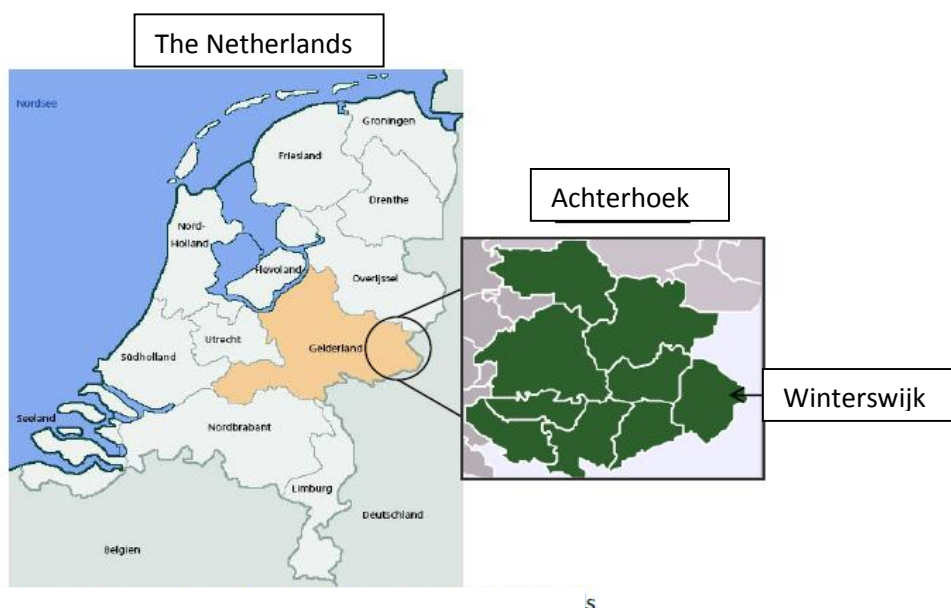 The Netherlands
Nordsee
Groningen
Friesland
Drenthe
Achterhoek
Nord-
Holland
Flevoland
Overijssel
Utrecht
Gelderland
Südholland
Winterswijk
Seeland
Nordbrabant
Limburg
Deutschland
Belgien
s